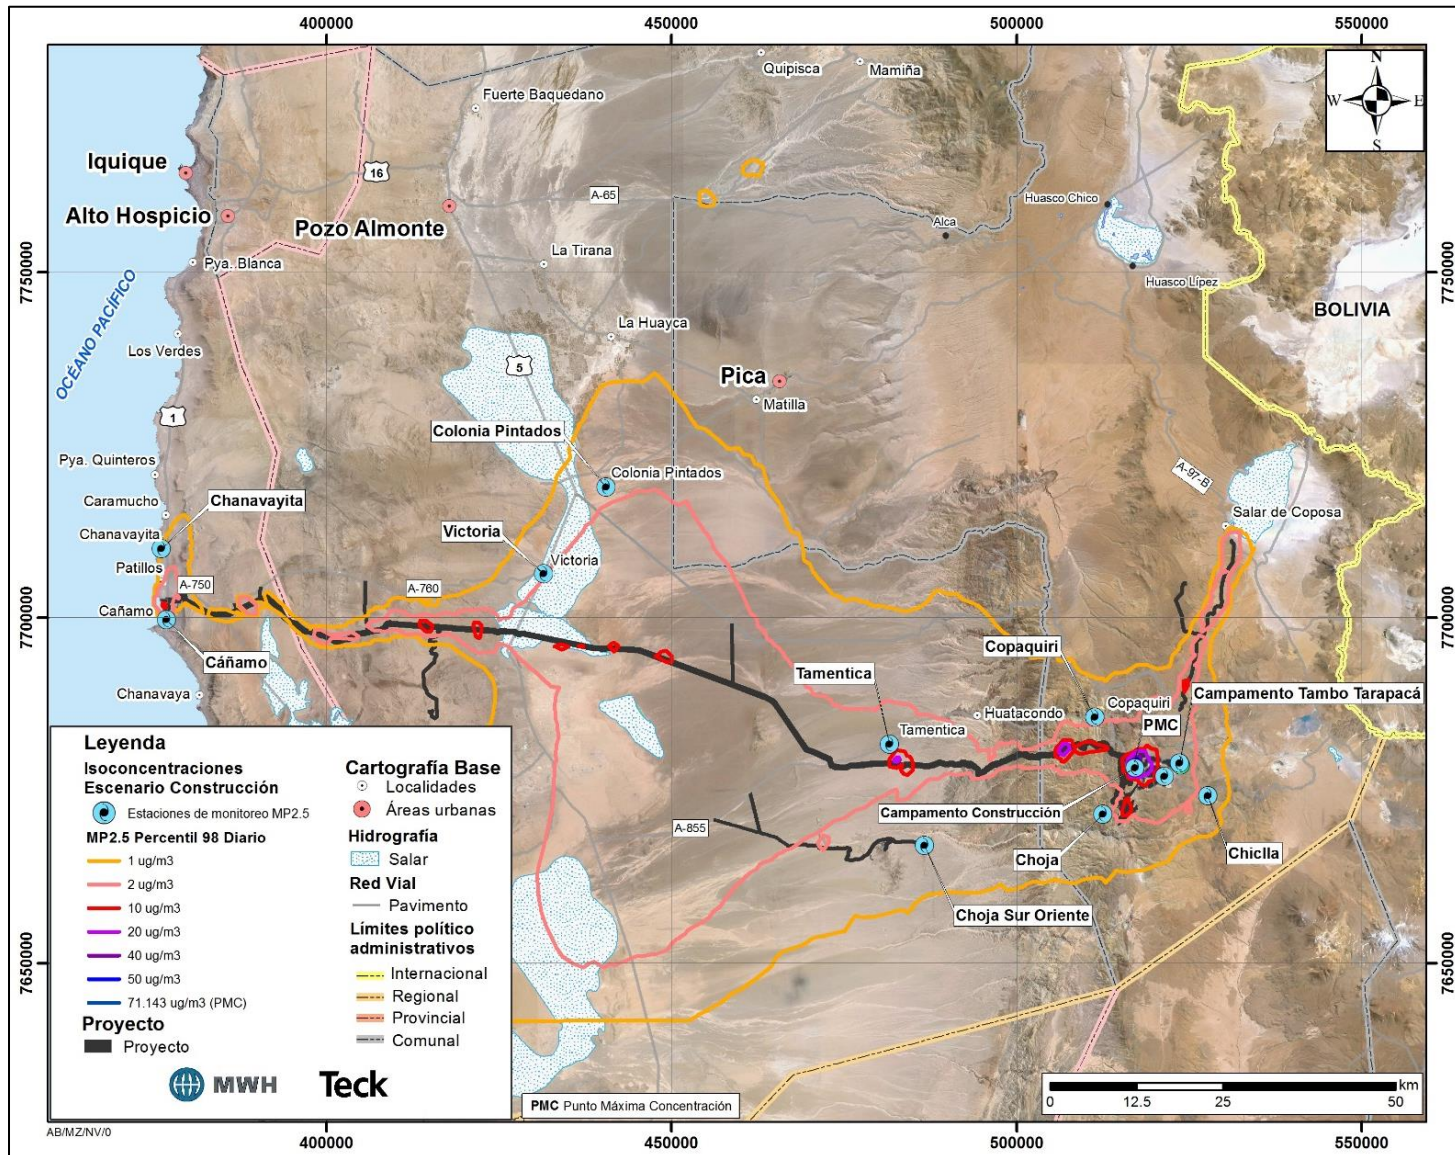 400000
450000
500000
550000
7750000
7750000
7700000
7700000
7650000
7650000
N
W
E
S
Quipisca
Mamiña
Fuerte Baquedano
Iquique
16
A-65
Alto Hospicio
Pozo Almonte
Huasco Chico
Alca
La Tirana
Pya. Blanca
Huasco Lípez
BOLIVIA
OCÉANO PACÍFICO
La Huayca
Los Verdes
5
Pica
Matilla
1
Colonia Pintados
Pya. Quinteros
Colonia Pintados
A-97-B
Caramucho
Chanavayita
Salar de Coposa
Chanavayita
Victoria
Victoria
Patillos
A-750
A-760
Cañamo
Copaquiri
Cáñamo
Tamentica
Campamento Tambo Tarapacá
Chanavaya
Copaquiri
Huatacondo
PMC
Tamentica
Campamento Construcción
A-855
Choja
Chiclla
Choja Sur Oriente
Leyenda
Isoconcentraciones
Escenario Construcción
Estaciones de monitoreo MP2.5
MP2.5 Percentil 98 Diario
1 ug/m3
2 ug/m3
10 ug/m3
20 ug/m3
40 ug/m3
50 ug/m3
71.143 ug/m3 (PMC)
Proyecto
Proyecto
Cartografía Base
Localidades
Áreas urbanas
Hidrografía
Salar
Red Vial
Pavimento
Límites político
administrativos
Internacional
Regional
Provincial
Comunal
MWH
Teck
PMC Punto Máxima Concentración
km
0
12.5
25
50
AB/MZ/NV/0
400000
450000
500000
550000